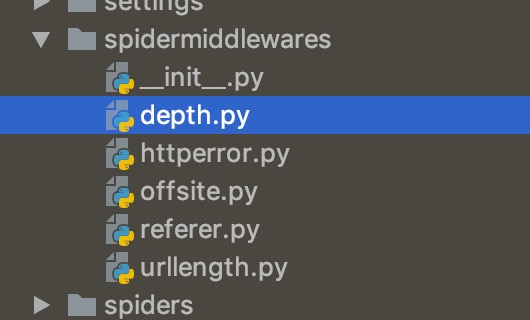 settings
spidermiddlewares
__init__.py
depth.py
httperror.py
offsite.py
referer.py
urllength.py
spiders